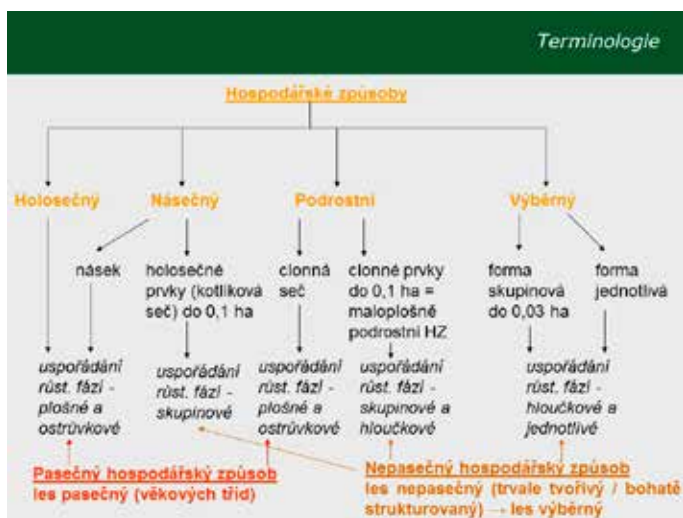 Terminologie
Hospodářské způsoby
Holosečný Násečný Podrostní Výběrný
násek
holosečné
prvky (kotlíková
seč) do 0,1 ha
clonná
seč
clonné prvky
do 0,1 ha =
maloplošně
podrostní HZ
forma
skupinová
do 0,03 ha
forma
jednotlivá
uspořádání
růst. fází -
plošné a
ostrůvkové
uspořádání
růst. fází -
skupinové
uspořádání
růst. fází -
plošné a
ostrůvkové
uspořádání
růst. fází -
skupinové a
hloučkové
uspořádání
růst. fází -
hloučkové a
jednotlivé
Pasečný hospodářský způsob
les pasečný (věkových tříd)
Nepasečný hospodářský způsob
les nepasečný (trvale tvořivý / bohatě
strukturovaný) → les výběrný